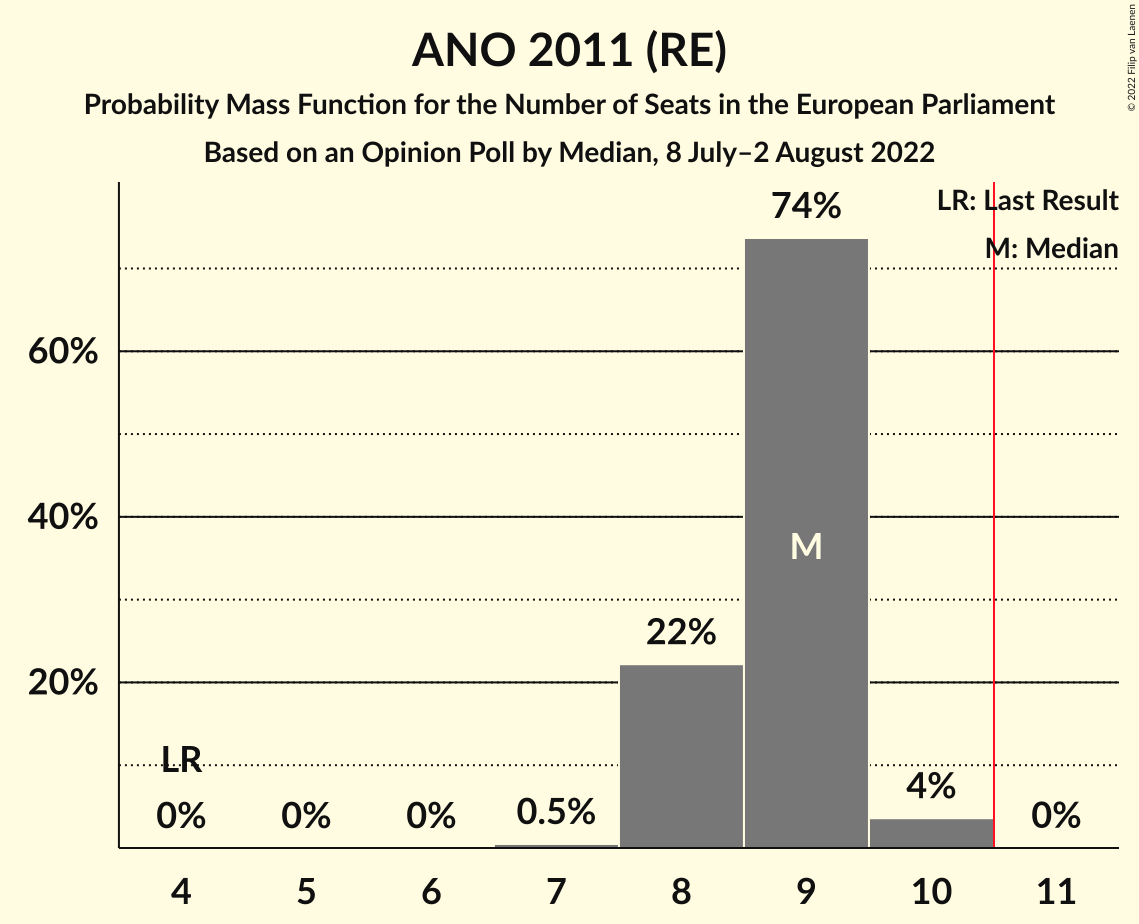 ANO 2011 (RE)
Probability Mass Function for the Number of Seats in the European Parliament
Based on an Opinion Poll by Median, 8 July–2 August 2022
© 2022 Filip van Laenen
LR: Last Result
M: Median
74%
60%
40%
M
22%
20%
LR
0%
0%
0%
0.5%
4%
0%
4
5
6
7
8
9
10
11